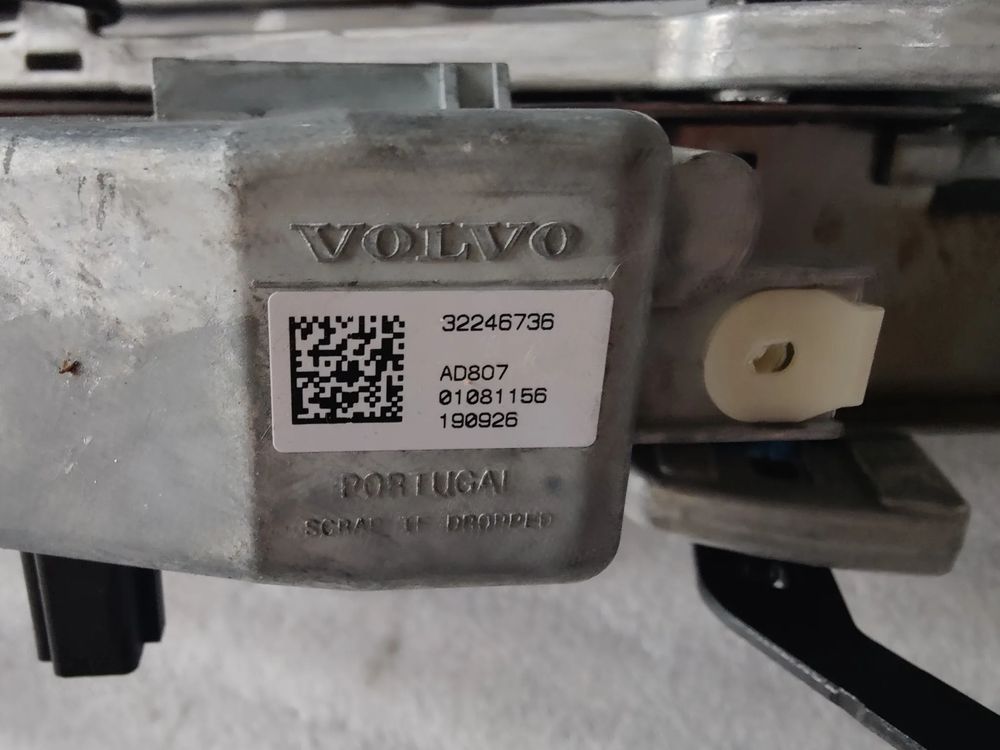 VOLVO
32246736
AD807
01081156
190926
PORTUGAL
SCRAP IF DROPPED